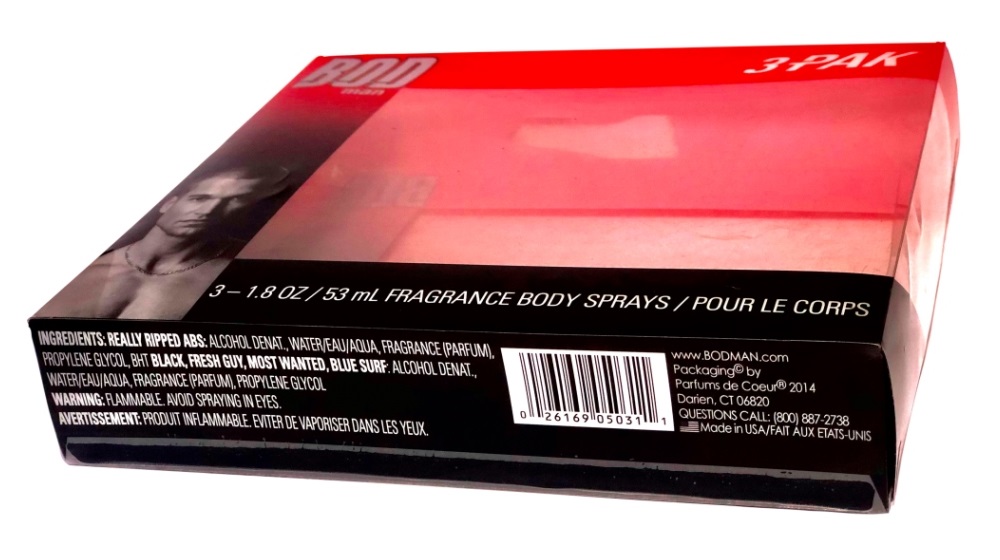 BOD
man
3-PAK
3 – 1.8 OZ / 53 mL FRAGRANCE BODY SPRAYS / POUR LE CORPS
INGREDIENTS: REALLY RIPPED ABS: ALCOHOL DENAT., WATER/EAU/AQUA, FRAGRANCE (PARFUM),
PROPYLENE GLYCOL, BHT BLACK, FRESH GUY, MOST WANTED, BLUE SURF: ALCOHOL DENAT.,
WATER/EAU/AQUA, FRAGRANCE (PARFUM), PROPYLENE GLYCOL
WARNING: FLAMMABLE. AVOID SPRAYING IN EYES.
AVERTISSEMENT: PRODUIT INFLAMMABLE. EVITER DE VAPORISER DANS LES YEUX.
0 26169 05031 1
www.BODMAN.com
Packaging© by
Parfums de Coeur® 2014
Darien, CT 06820
QUESTIONS CALL: (800) 887-2738
Made in USA/FAIT AUX ETATS-UNIS